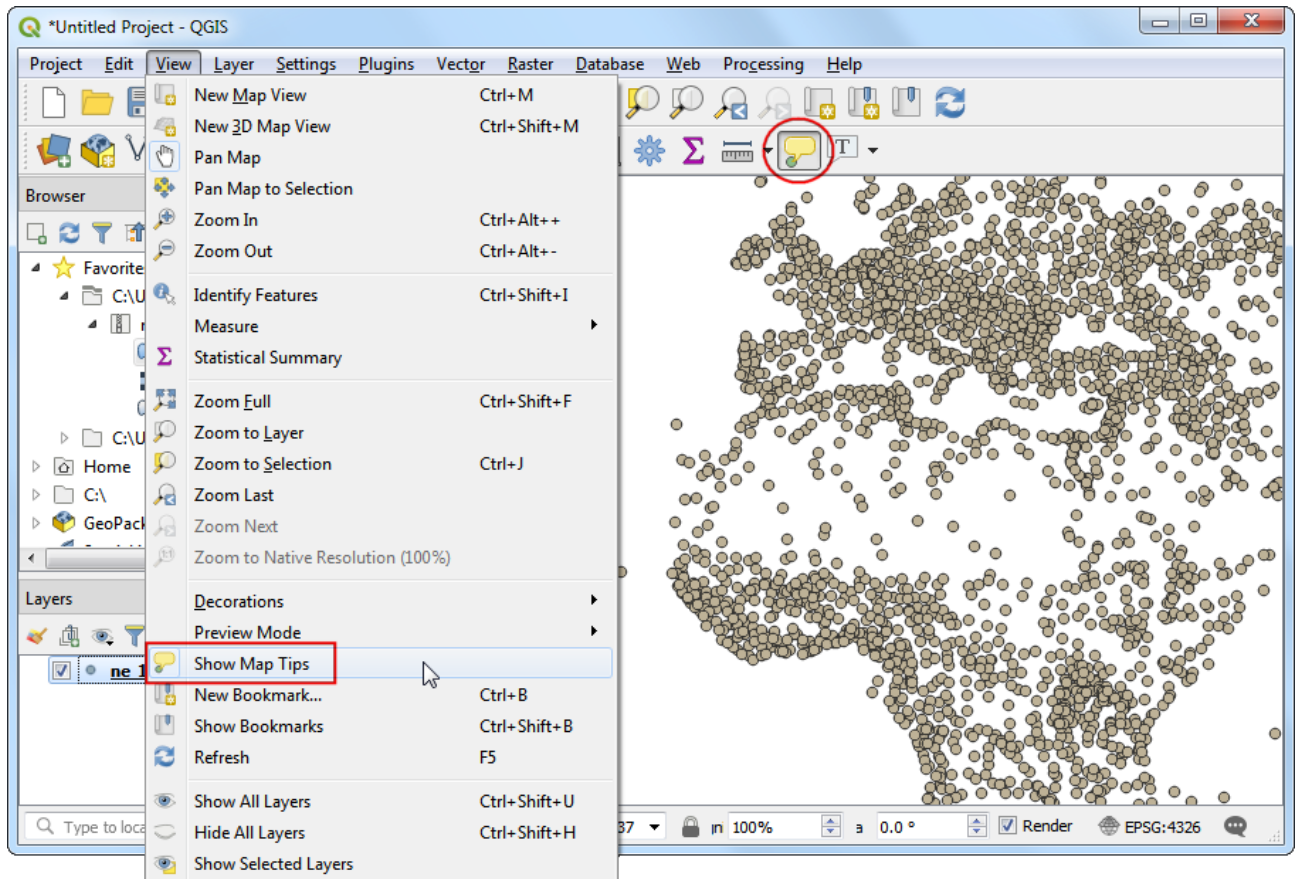 *Untitled Project - QGIS
Project Edit View Layer Settings Plugins Vector Raster Database Web Processing Help
New Map View Ctrl+M
New 3D Map View Ctrl+Shift+M
Pan Map
Pan Map to Selection
Zoom In Ctrl+Alt++
Zoom Out Ctrl+Alt+-
Identify Features Ctrl+Shift+I
Measure
Statistical Summary
Zoom Full Ctrl+Shift+F
Zoom to Layer
Zoom to Selection Ctrl+J
Zoom Last
Zoom Next
Zoom to Native Resolution (100%)
Decorations
Preview Mode
Show Map Tips
New Bookmark... Ctrl+B
Show Bookmarks Ctrl+Shift+B
Refresh F5
Show All Layers Ctrl+Shift+U
Hide All Layers Ctrl+Shift+H
Show Selected Layers
T
Browser
Favorite
C:\U
C:\U
Home
C:\
GeoPack
Layers
ne_1
Type to loca
37
100%
0.0 °
Render
EPSG:4326